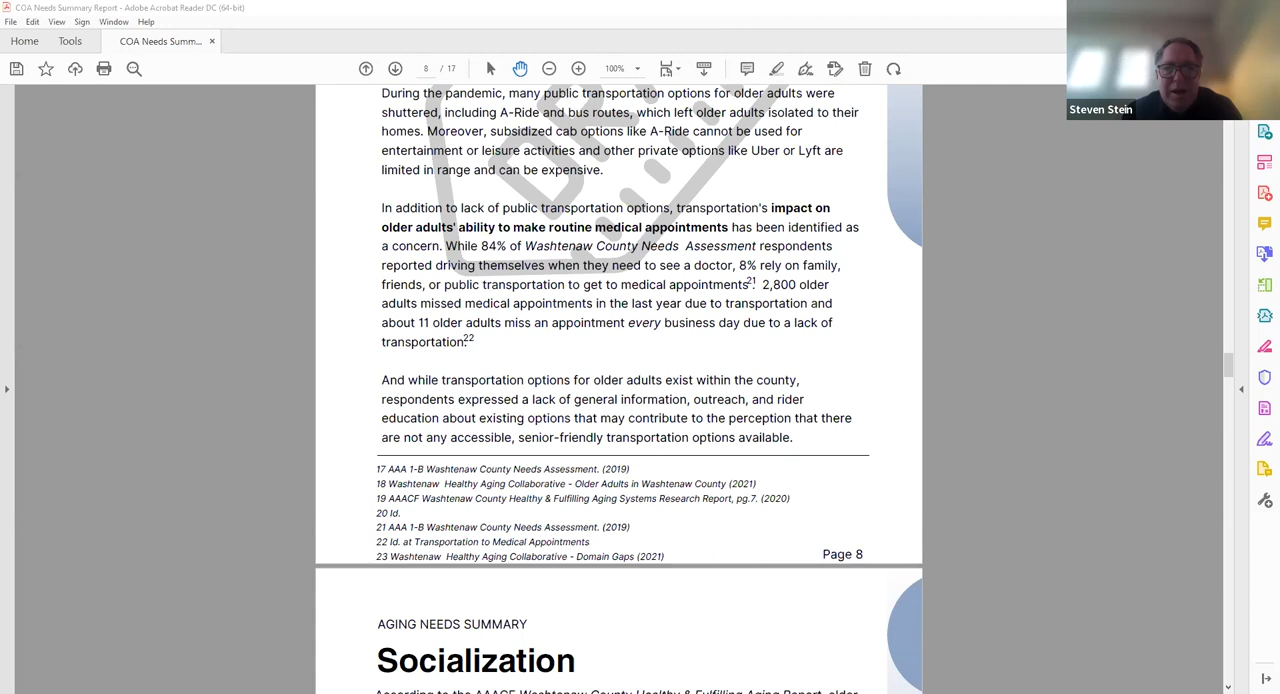 COA Needs Summary Report - Adobe Acrobat Reader DC (64-bit)
File Edit View Sign Window Help
Home Tools COA Needs Summ... ×
8 / 17 100%
Steven Stein
During the pandemic, many public transportation options for older adults were
shuttered, including A-Ride and bus routes, which left older adults isolated to their
homes. Moreover, subsidized cab options like A-Ride cannot be used for
entertainment or leisure activities and other private options like Uber or Lyft are
limited in range and can be expensive.
In addition to lack of public transportation options, transportation's impact on
older adults' ability to make routine medical appointments has been identified as
a concern. While 84% of Washtenaw County Needs Assessment respondents
reported driving themselves when they need to see a doctor, 8% rely on family,
friends, or public transportation to get to medical appointments.21 2,800 older
adults missed medical appointments in the last year due to transportation and
about 11 older adults miss an appointment every business day due to a lack of
transportation.22
And while transportation options for older adults exist within the county,
respondents expressed a lack of general information, outreach, and rider
education about existing options that may contribute to the perception that there
are not any accessible, senior-friendly transportation options available.
17 AAA 1-B Washtenaw County Needs Assessment. (2019)
18 Washtenaw Healthy Aging Collaborative - Older Adults in Washtenaw County (2021)
19 AAACF Washtenaw County Healthy & Fulfilling Aging Systems Research Report, pg.7. (2020)
20 Id.
21 AAA 1-B Washtenaw County Needs Assessment. (2019)
22 Id. at Transportation to Medical Appointments
23 Washtenaw Healthy Aging Collaborative - Domain Gaps (2021)
Page 8
AGING NEEDS SUMMARY
Socialization
According to the AAACF Washtenaw County Healthy & Fulfilling Aging Report, older